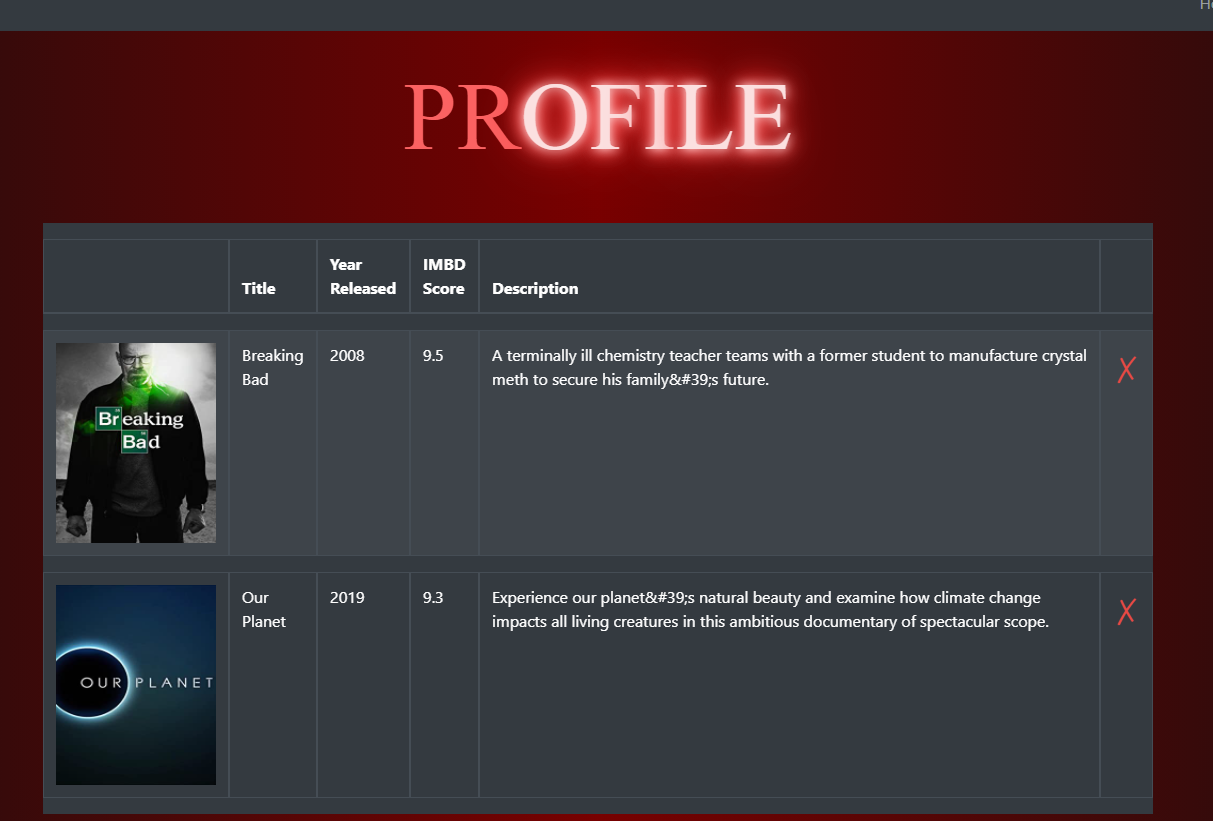 PROFILE
Title
Year
Released
IMBD
Score
Description
Breaking
Bad
2008
9.5
A terminally ill chemistry teacher teams with a former student to manufacture crystal
meth to secure his family&#39;s future.
Breaking
Bad
Our
Planet
2019
9.3
Experience our planet&#39;s natural beauty and examine how climate change
impacts all living creatures in this ambitious documentary of spectacular scope.
OUR PLANET